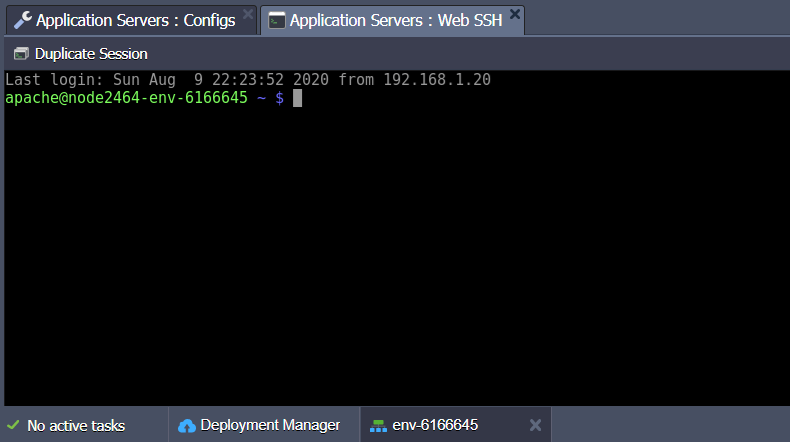 Application Servers : Configs
Application Servers : Web SSH
Duplicate Session
Last login: Sun Aug  9 22:23:52 2020 from 192.168.1.20
apache@node2464-env-6166645 ~ $
No active tasks
Deployment Manager
env-6166645